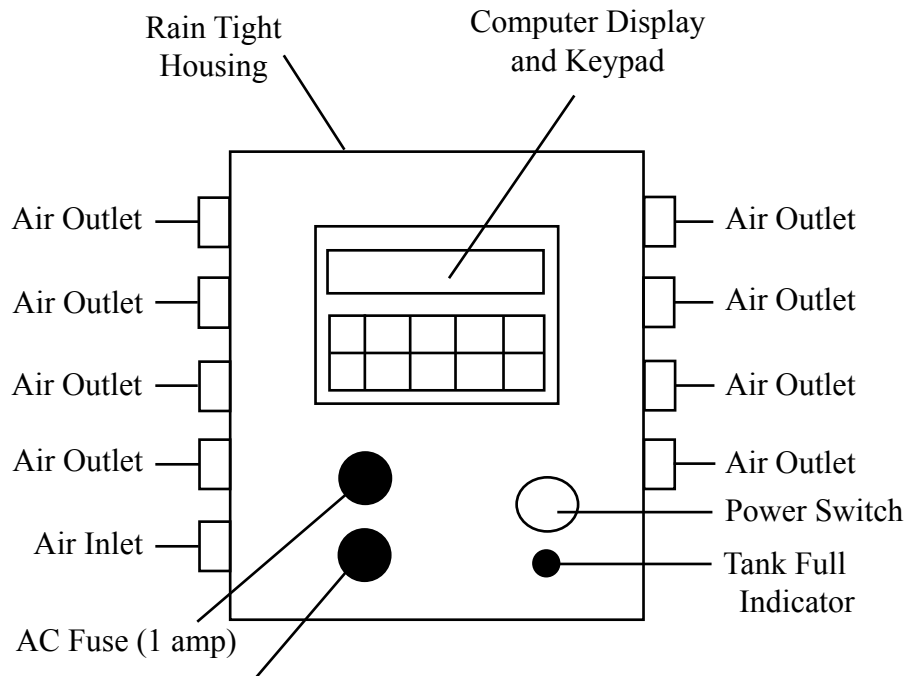 Rain Tight
Housing
Computer Display
and Keypad
Air Outlet
Air Outlet
Air Outlet
Air Outlet
Air Inlet
AC Fuse (1 amp)
Air Outlet
Air Outlet
Air Outlet
Air Outlet
Power Switch
Tank Full
Indicator